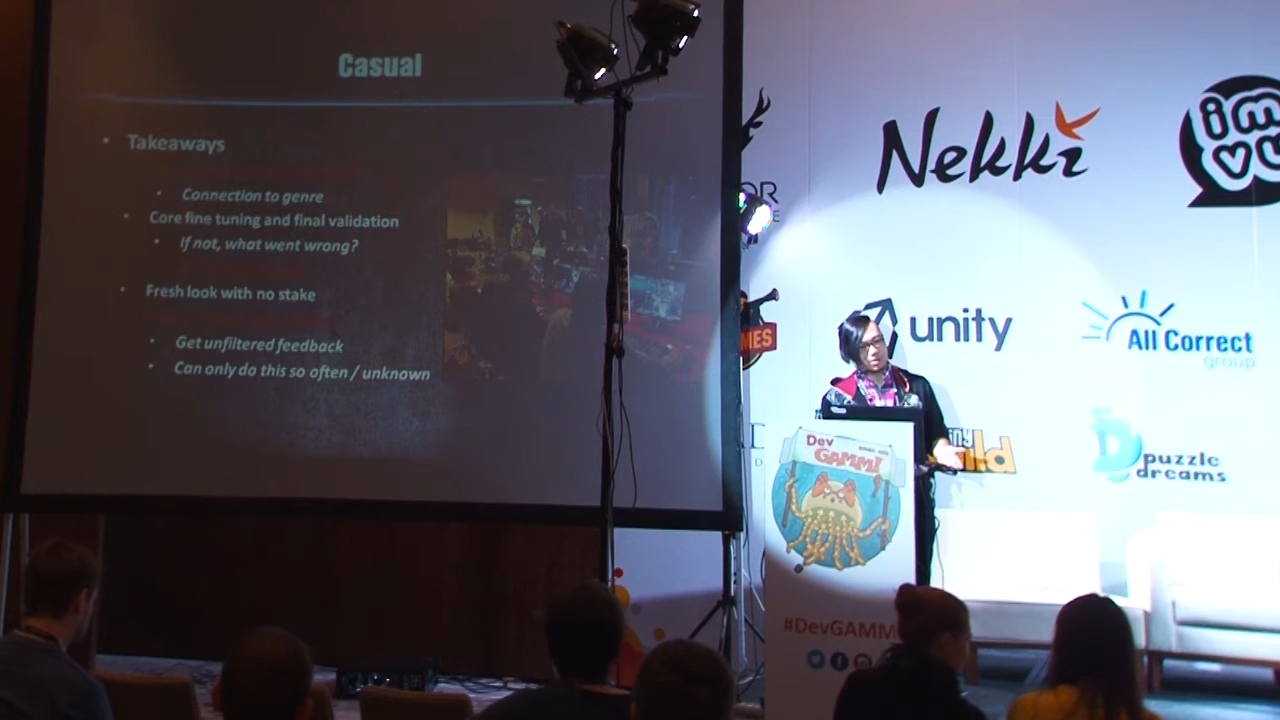 Casual
• Takeaways
• Connection to genre
• Core fine tuning and final validation
• If not, what went wrong?
• Fresh look with no stake
• Get unfiltered feedback
• Can only do this so often / unknown
Nekki
im
OR
unity
MES
All Correct
group
puzzle
dreams
Dev
GAMM!
#DevGAMM